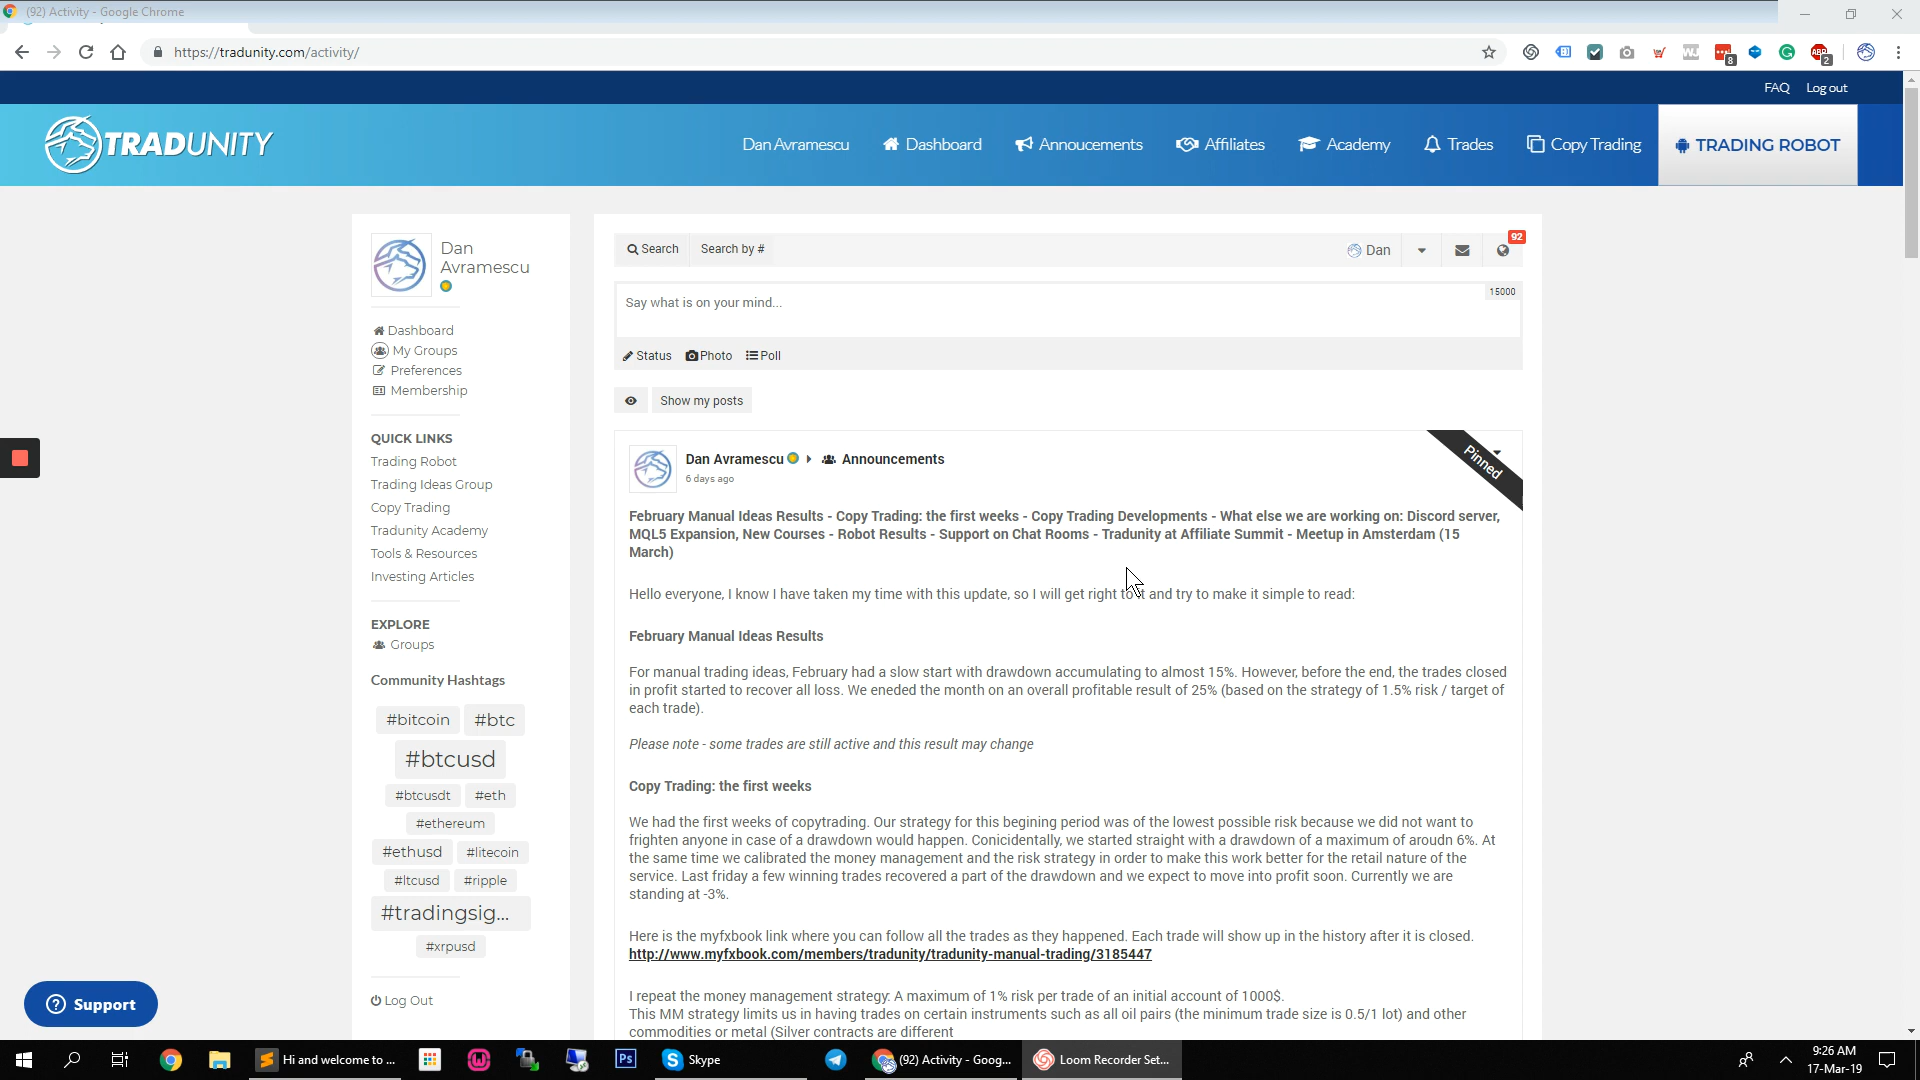 (92) Activity - Google Chrome
https://tradunity.com/activity/
8
2
FAQ
Log out
TRADUNITY
Dan Avramescu
Dashboard
Annoucements
Affiliates
Academy
Trades
Copy Trading
TRADING ROBOT
Dan
Avramescu
Dashboard
My Groups
Preferences
Membership
QUICK LINKS
Trading Robot
Trading Ideas Group
Copy Trading
Tradunity Academy
Tools & Resources
Investing Articles
EXPLORE
Groups
Community Hashtags
#bitcoin #btc
#btcusd
#btcusdt #eth
#ethereum
#ethusd #litecoin
#ltcusd #ripple
#tradingsig...
#xrpusd
Log Out
Support
Search
Search by #
Dan
92
Say what is on your mind...
15000
Status
Photo
Poll
Show my posts
Dan Avramescu
Announcements
6 days ago
Pinned
February Manual Ideas Results - Copy Trading: the first weeks - Copy Trading Developments - What else we are working on: Discord server,
MQL5 Expansion, New Courses - Robot Results - Support on Chat Rooms - Tradunity at Affiliate Summit - Meetup in Amsterdam (15
March)
Hello everyone, I know I have taken my time with this update, so I will get right to it and try to make it simple to read:
February Manual Ideas Results
For manual trading ideas, February had a slow start with drawdown accumulating to almost 15%. However, before the end, the trades closed
in profit started to recover all loss. We eneded the month on an overall profitable result of 25% (based on the strategy of 1.5% risk / target of
each trade).
Please note - some trades are still active and this result may change
Copy Trading: the first weeks
We had the first weeks of copytrading. Our strategy for this begining period was of the lowest possible risk because we did not want to
frighten anyone in case of a drawdown would happen. Conicidentally, we started straight with a drawdown of a maximum of aroudn 6%. At
the same time we calibrated the money management and the risk strategy in order to make this work better for the retail nature of the
service. Last friday a few winning trades recovered a part of the drawdown and we expect to move into profit soon. Currently we are
standing at -3%.
Here is the myfxbook link where you can follow all the trades as they happened. Each trade will show up in the history after it is closed.
http://www.myfxbook.com/members/tradunity/tradunity-manual-trading/3185447
I repeat the money management strategy: A maximum of 1% risk per trade of an initial account of 1000$.
This MM strategy limits us in having trades on certain instruments such as all oil pairs (the minimum trade size is 0.5/1 lot) and other
commodities or metal (Silver contracts are different
Hi and welcome to ...
Ps
Skype
(92) Activity - Goog...
Loom Recorder Set...
9:26 AM
17-Mar-19